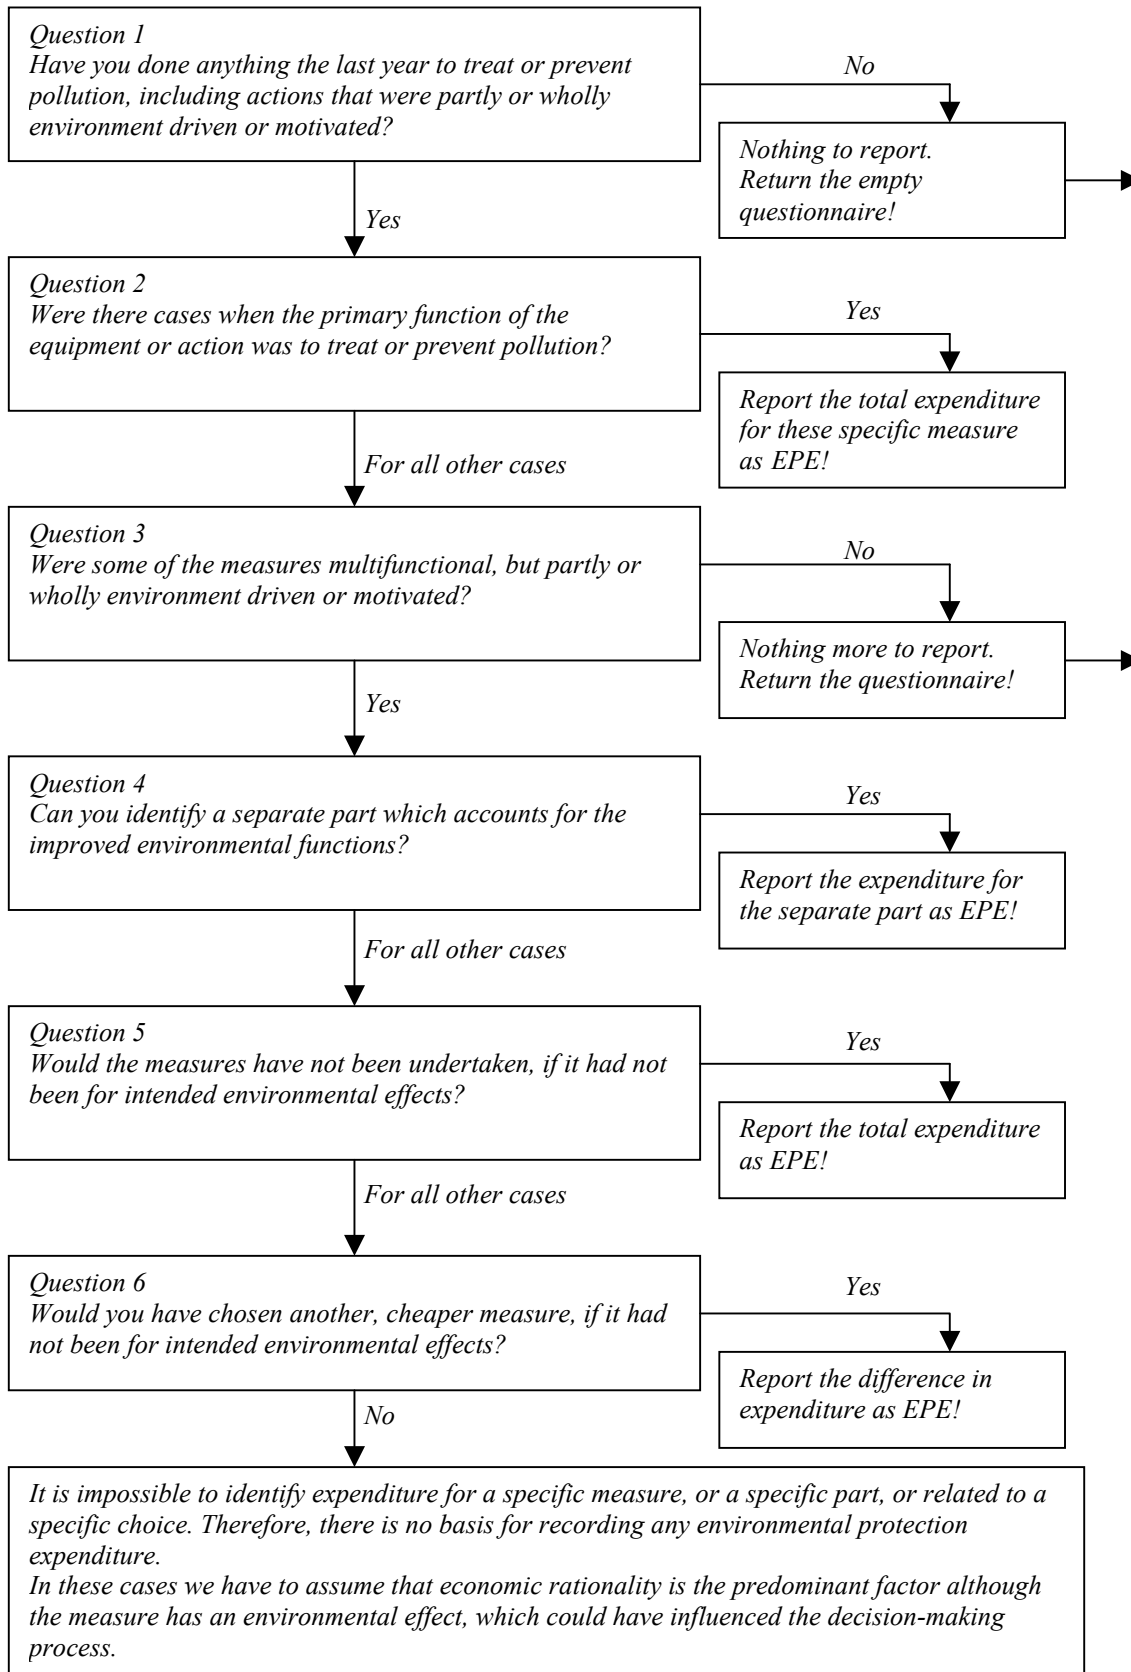 Question 1
Have you done anything the last year to treat or prevent
pollution, including actions that were partly or wholly
environment driven or motivated?
No
Nothing to report.
Return the empty
questionnaire!
Yes
Question 2
Were there cases when the primary function of the
equipment or action was to treat or prevent pollution?
Yes
Report the total expenditure
for these specific measure
as EPE!
For all other cases
Question 3
Were some of the measures multifunctional, but partly or
wholly environment driven or motivated?
No
Nothing more to report.
Return the questionnaire!
Yes
Question 4
Can you identify a separate part which accounts for the
improved environmental functions?
Yes
Report the expenditure for
the separate part as EPE!
For all other cases
Question 5
Would the measures have not been undertaken, if it had not
been for intended environmental effects?
Yes
Report the total expenditure
as EPE!
For all other cases
Question 6
Would you have chosen another, cheaper measure, if it had
not been for intended environmental effects?
Yes
Report the difference in
expenditure as EPE!
No
It is impossible to identify expenditure for a specific measure, or a specific part, or related to a
specific choice. Therefore, there is no basis for recording any environmental protection
expenditure.
In these cases we have to assume that economic rationality is the predominant factor although
the measure has an environmental effect, which could have influenced the decision-making
process.